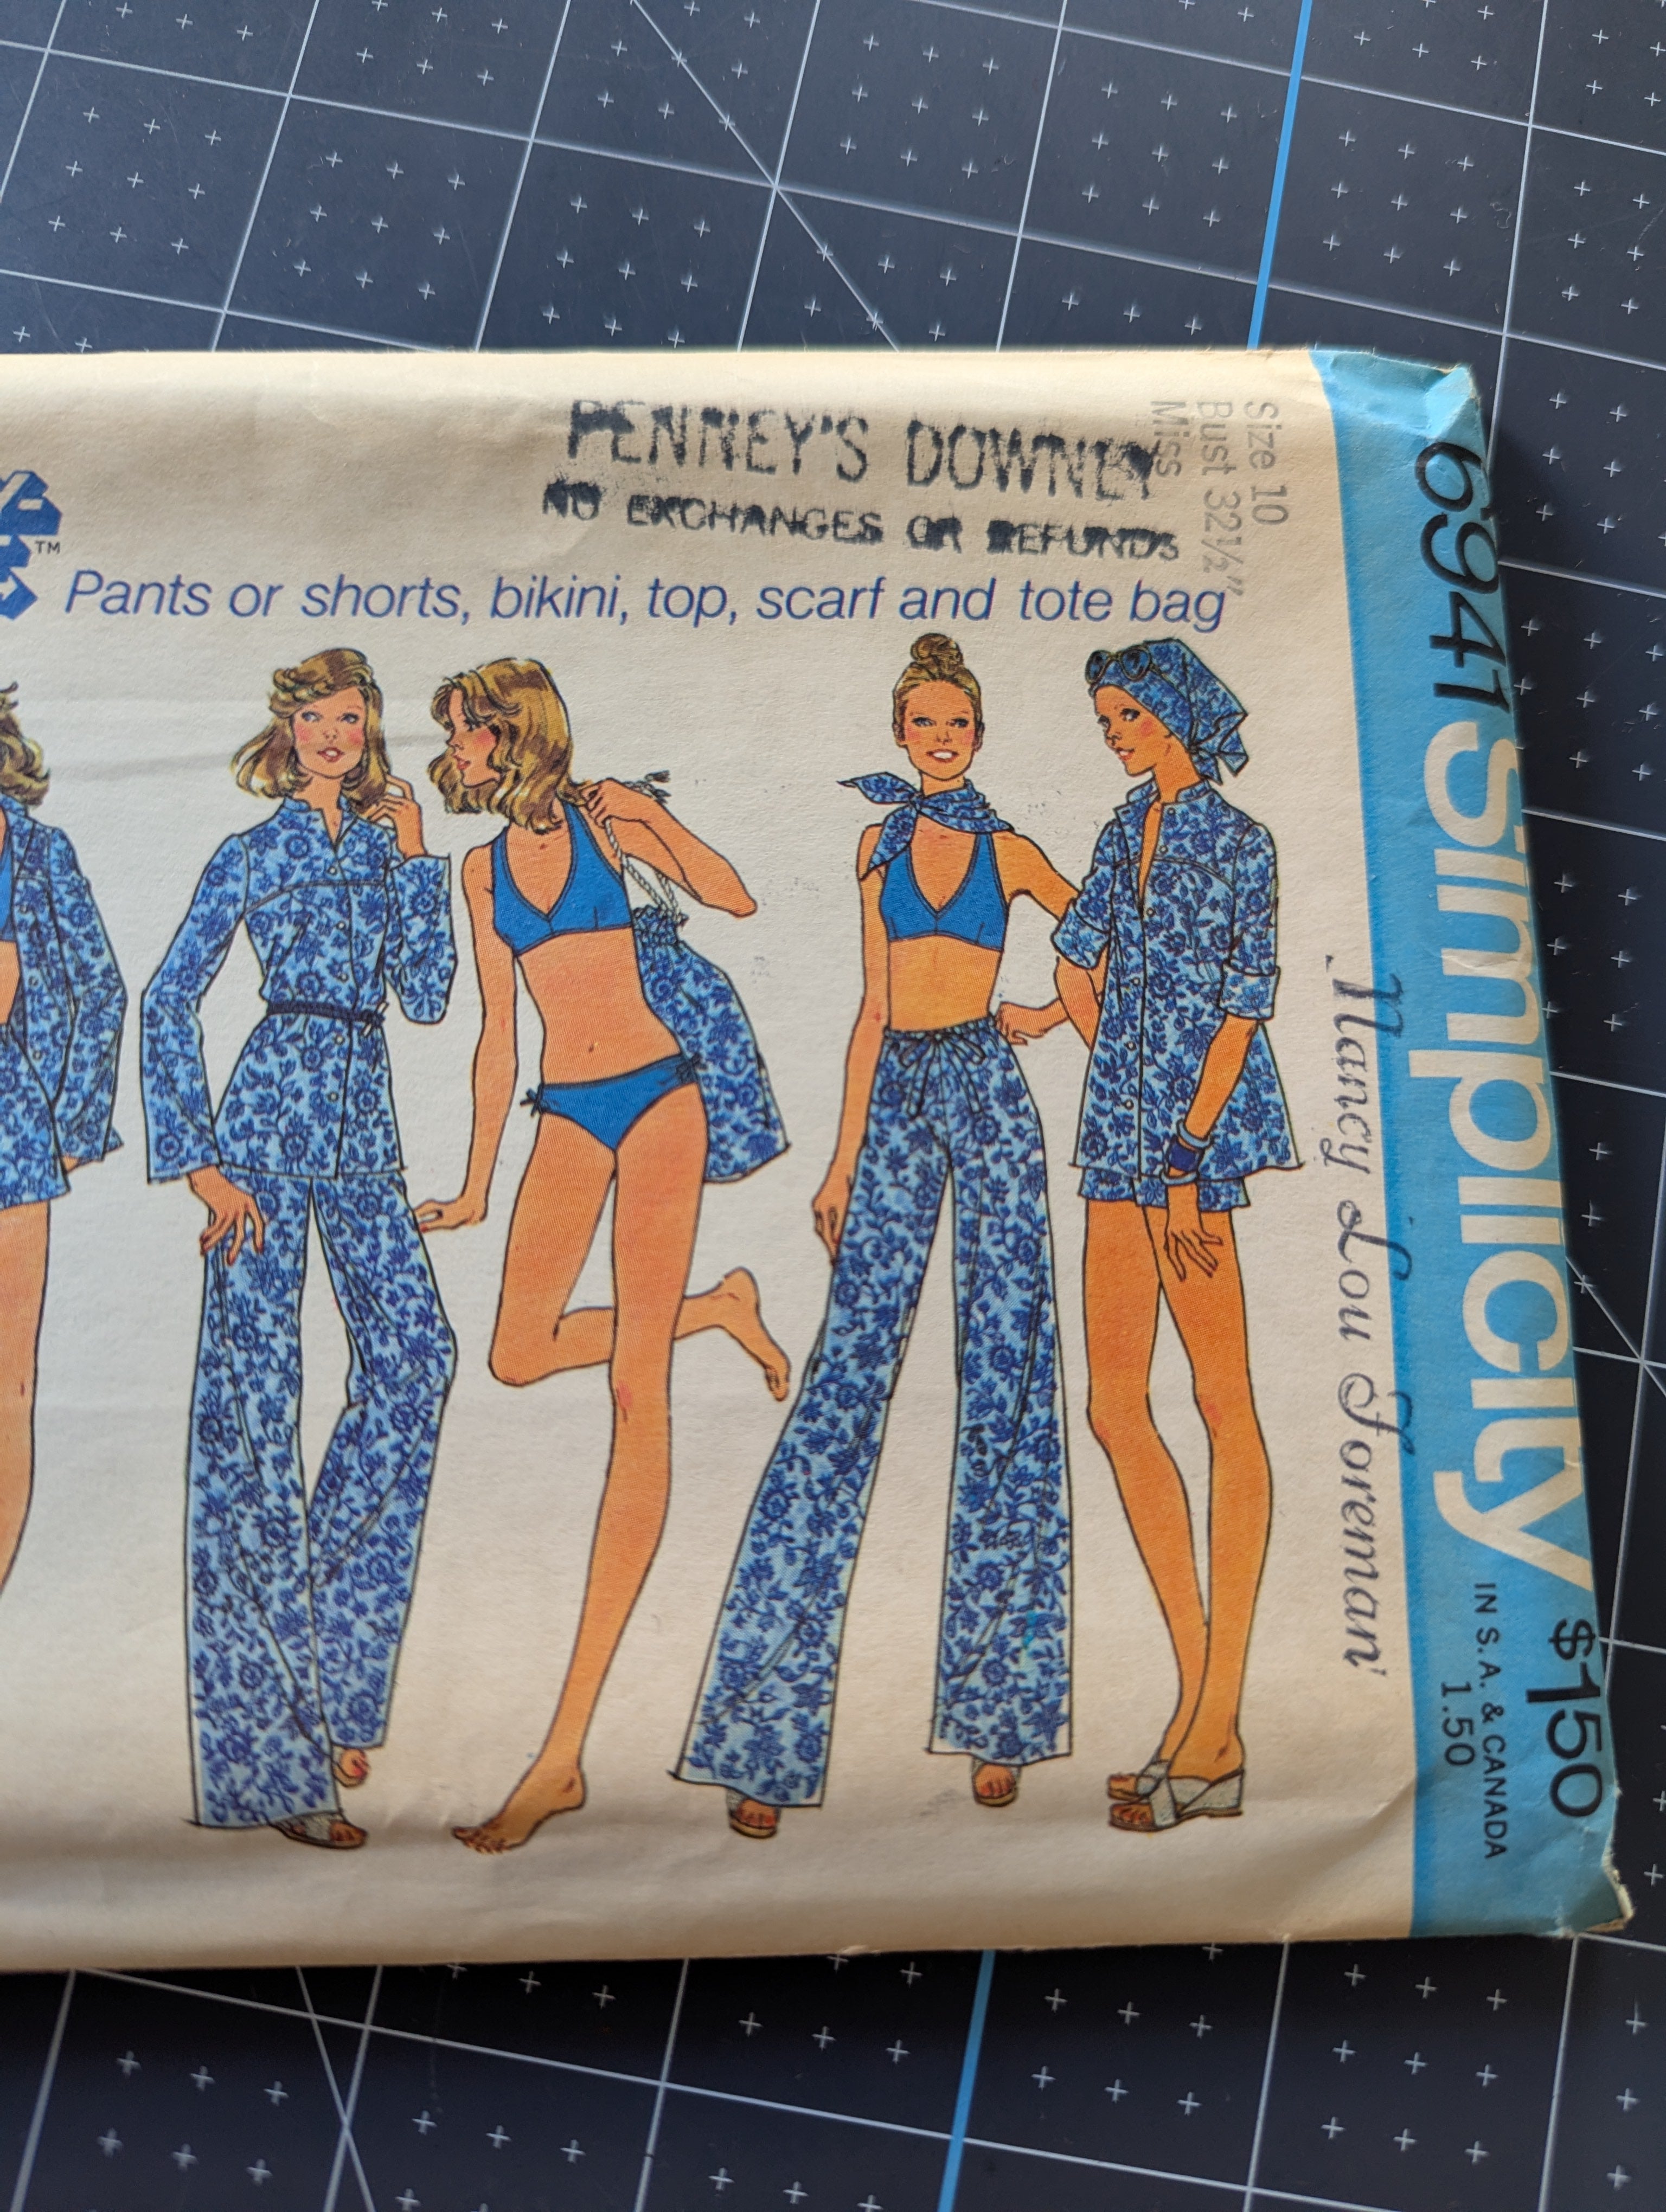 PENNEY'S DOWNEY
NO EXCHANGES OR REFUNDS
Size 10
Bust 32½"
Miss
TM
Pants or shorts, bikini, top, scarf and tote bag
Nancy Lou Foreman
6941
simplicity
$150
IN S.A. & CANADA
1.50